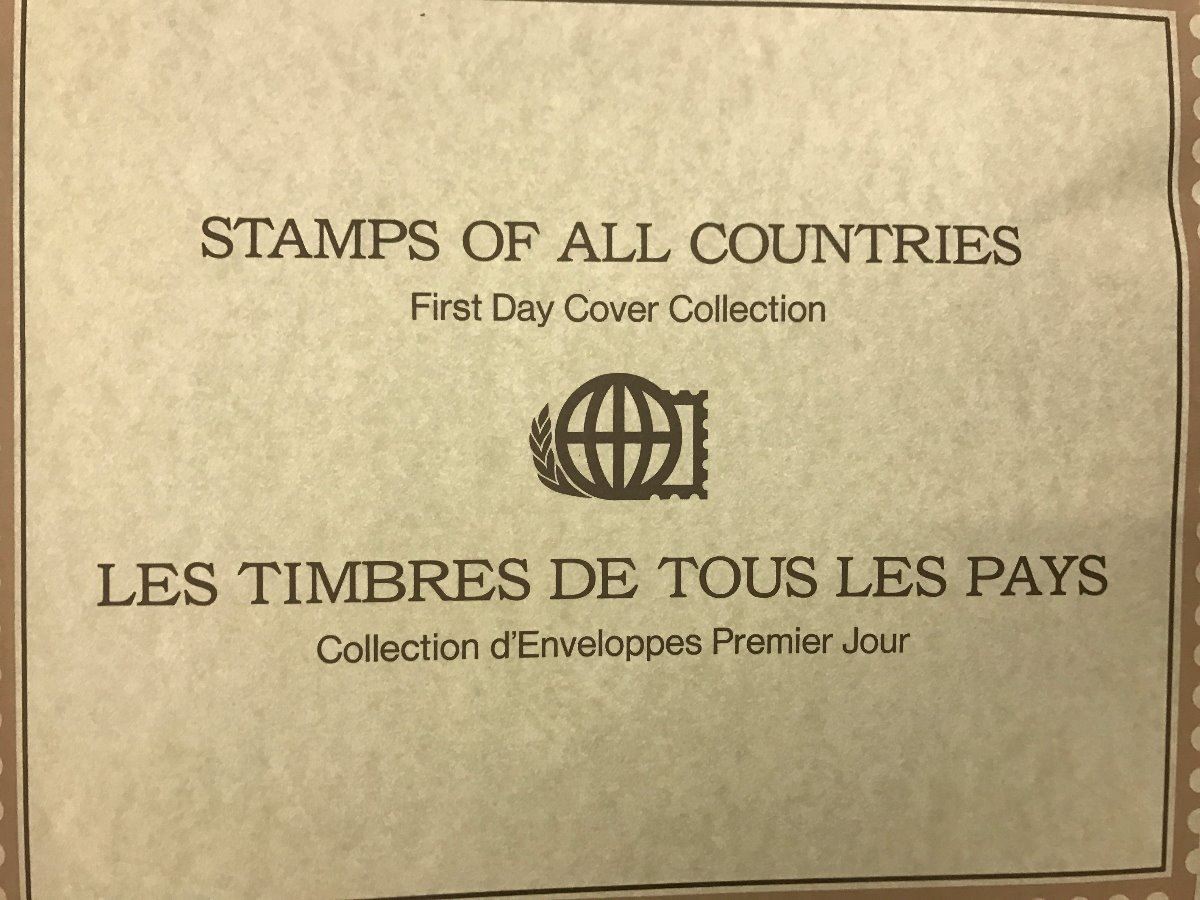 STAMPS OF ALL COUNTRIES
First Day Cover Collection
LES TIMBRES DE TOUS LES PAYS
Collection d'Enveloppes Premier Jour